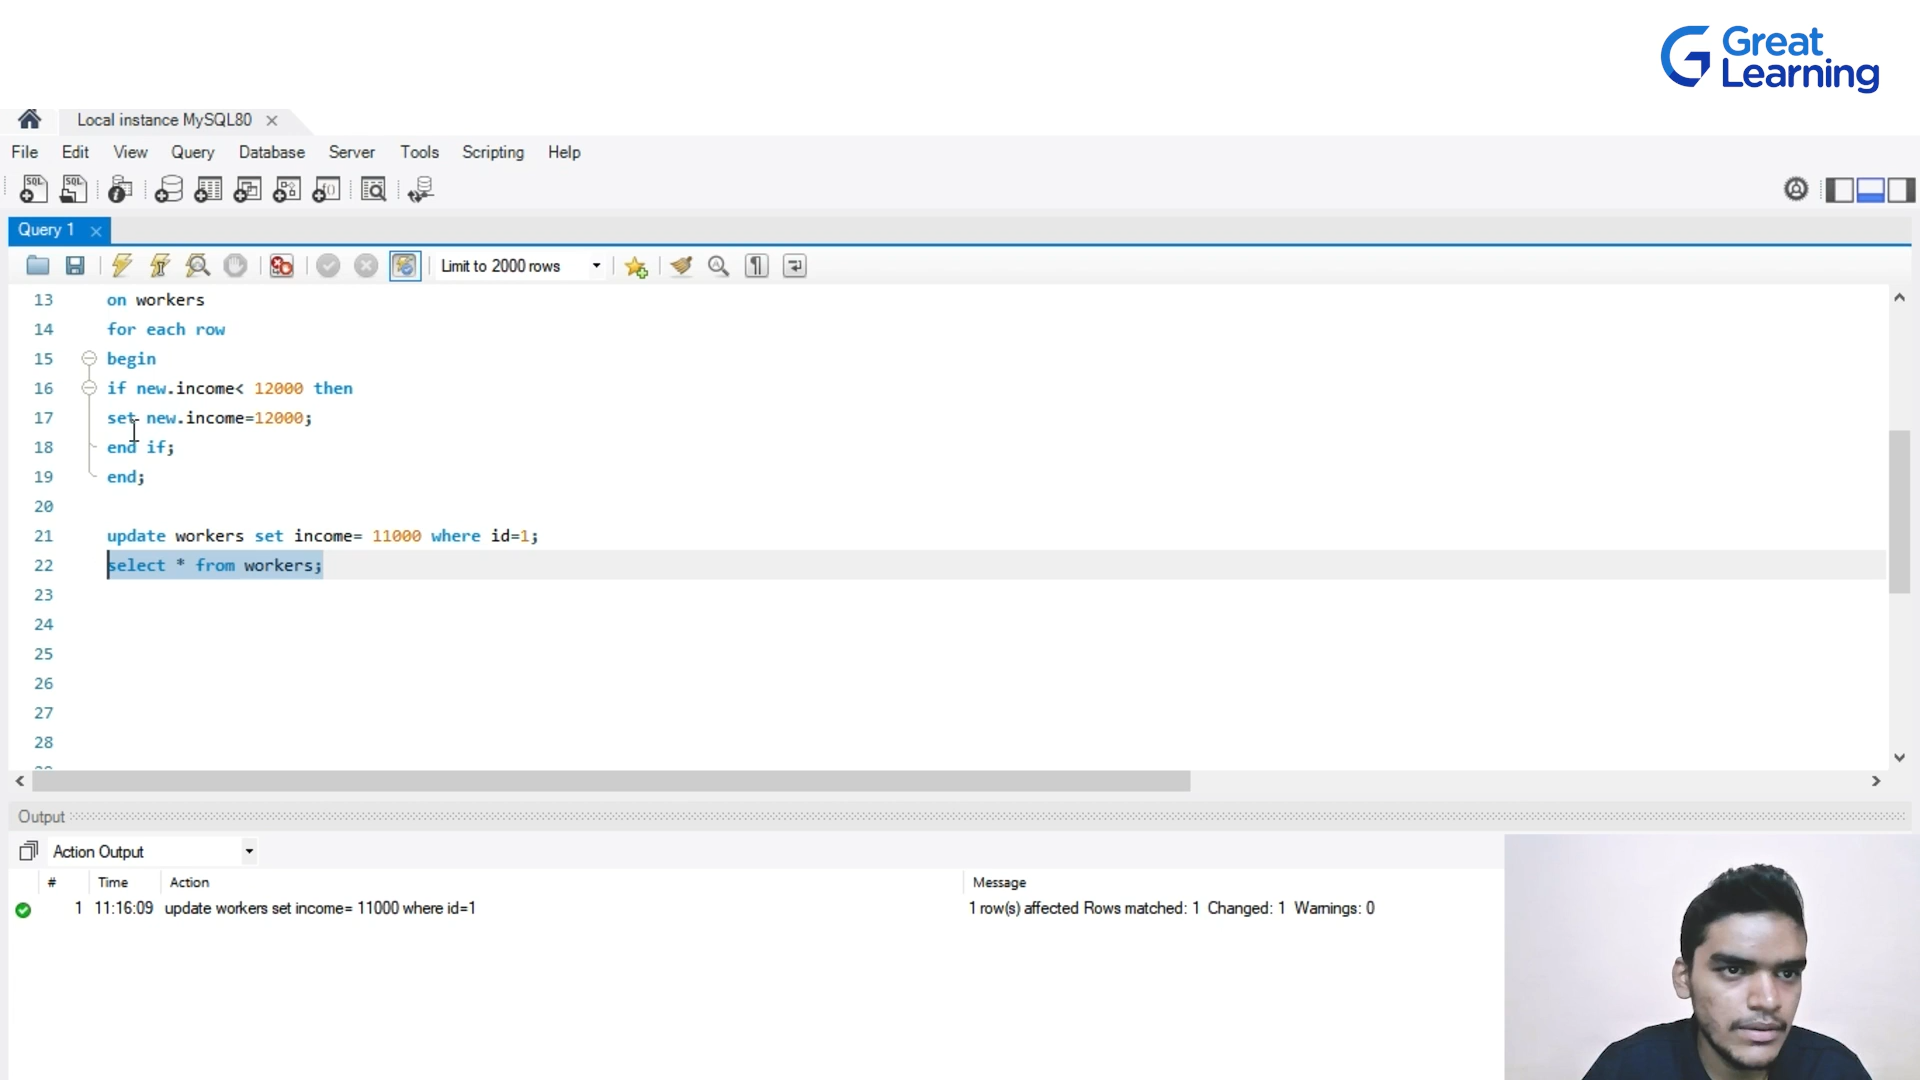 Great
Learning
Local instance MySQL80
File Edit View Query Database Server Tools Scripting Help
Query 1
Limit to 2000 rows
13 on workers
14 for each row
15 begin
16 if new.income< 12000 then
17 set new.income=12000;
18 end if;
19 end;
20
21 update workers set income= 11000 where id=1;
22 select * from workers;
23
24
25
26
27
28
Output
Action Output
# Time Action Message
1 11:16:09 update workers set income= 11000 where id=1 1 row(s) affected Rows matched: 1 Changed: 1 Warnings: 0